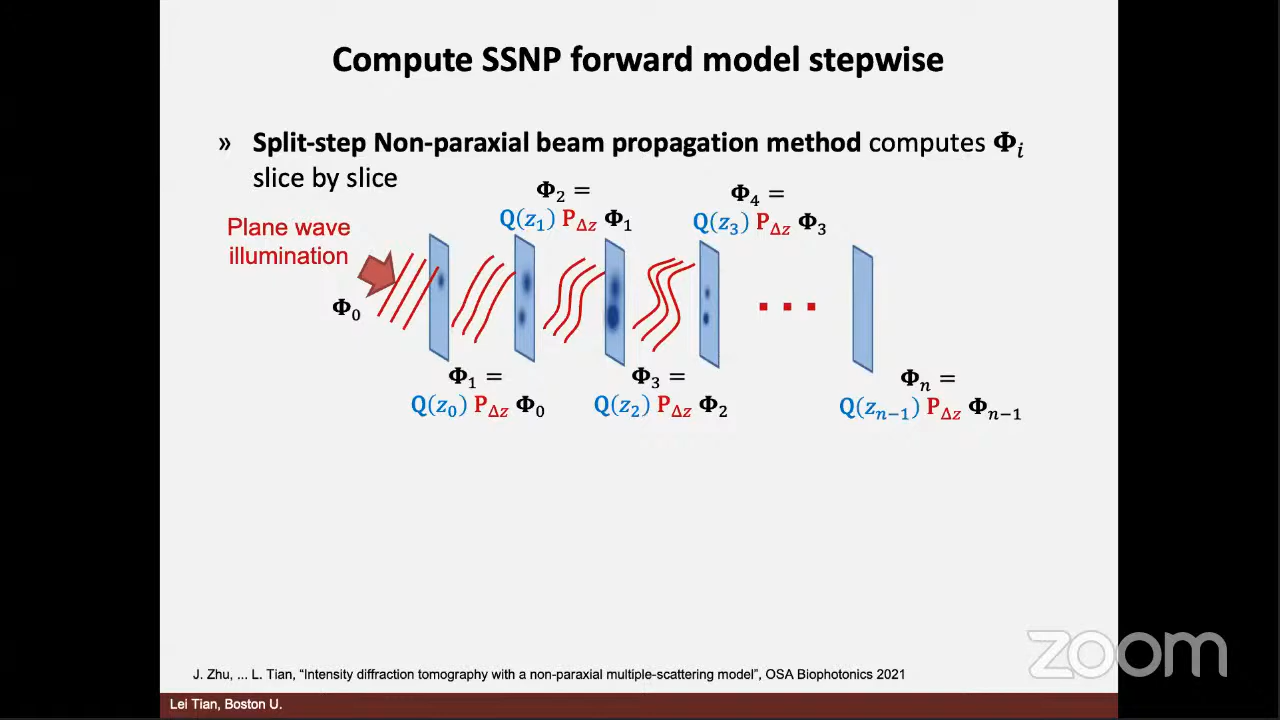 Compute SSNP forward model stepwise
» Split-step Non-paraxial beam propagation method computes Φᵢ
slice by slice
Plane wave
illumination
Φ₀
Φ₁ =
Q(z₀) P_Δz Φ₀
Φ₂ =
Q(z₁) P_Δz Φ₁
Φ₃ =
Q(z₂) P_Δz Φ₂
Φ₄ =
Q(z₃) P_Δz Φ₃
Φₙ =
Q(zₙ₋₁) P_Δz Φₙ₋₁
J. Zhu, ... L. Tian, “Intensity diffraction tomography with a non-paraxial multiple-scattering model”, OSA Biophotonics 2021
Lei Tian, Boston U.
zoom